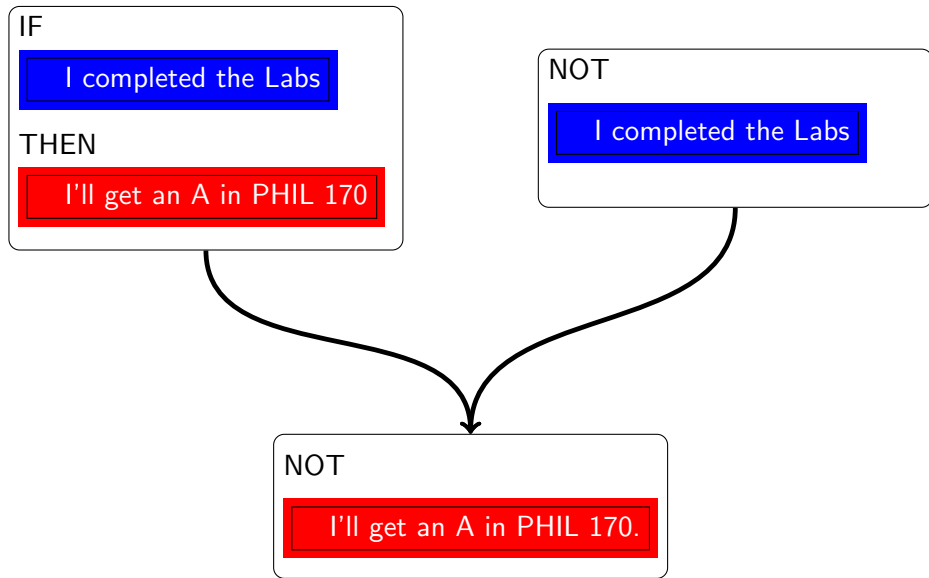 IF
I completed the Labs
THEN
I'll get an A in PHIL 170
NOT
I completed the Labs
NOT
I'll get an A in PHIL 170.